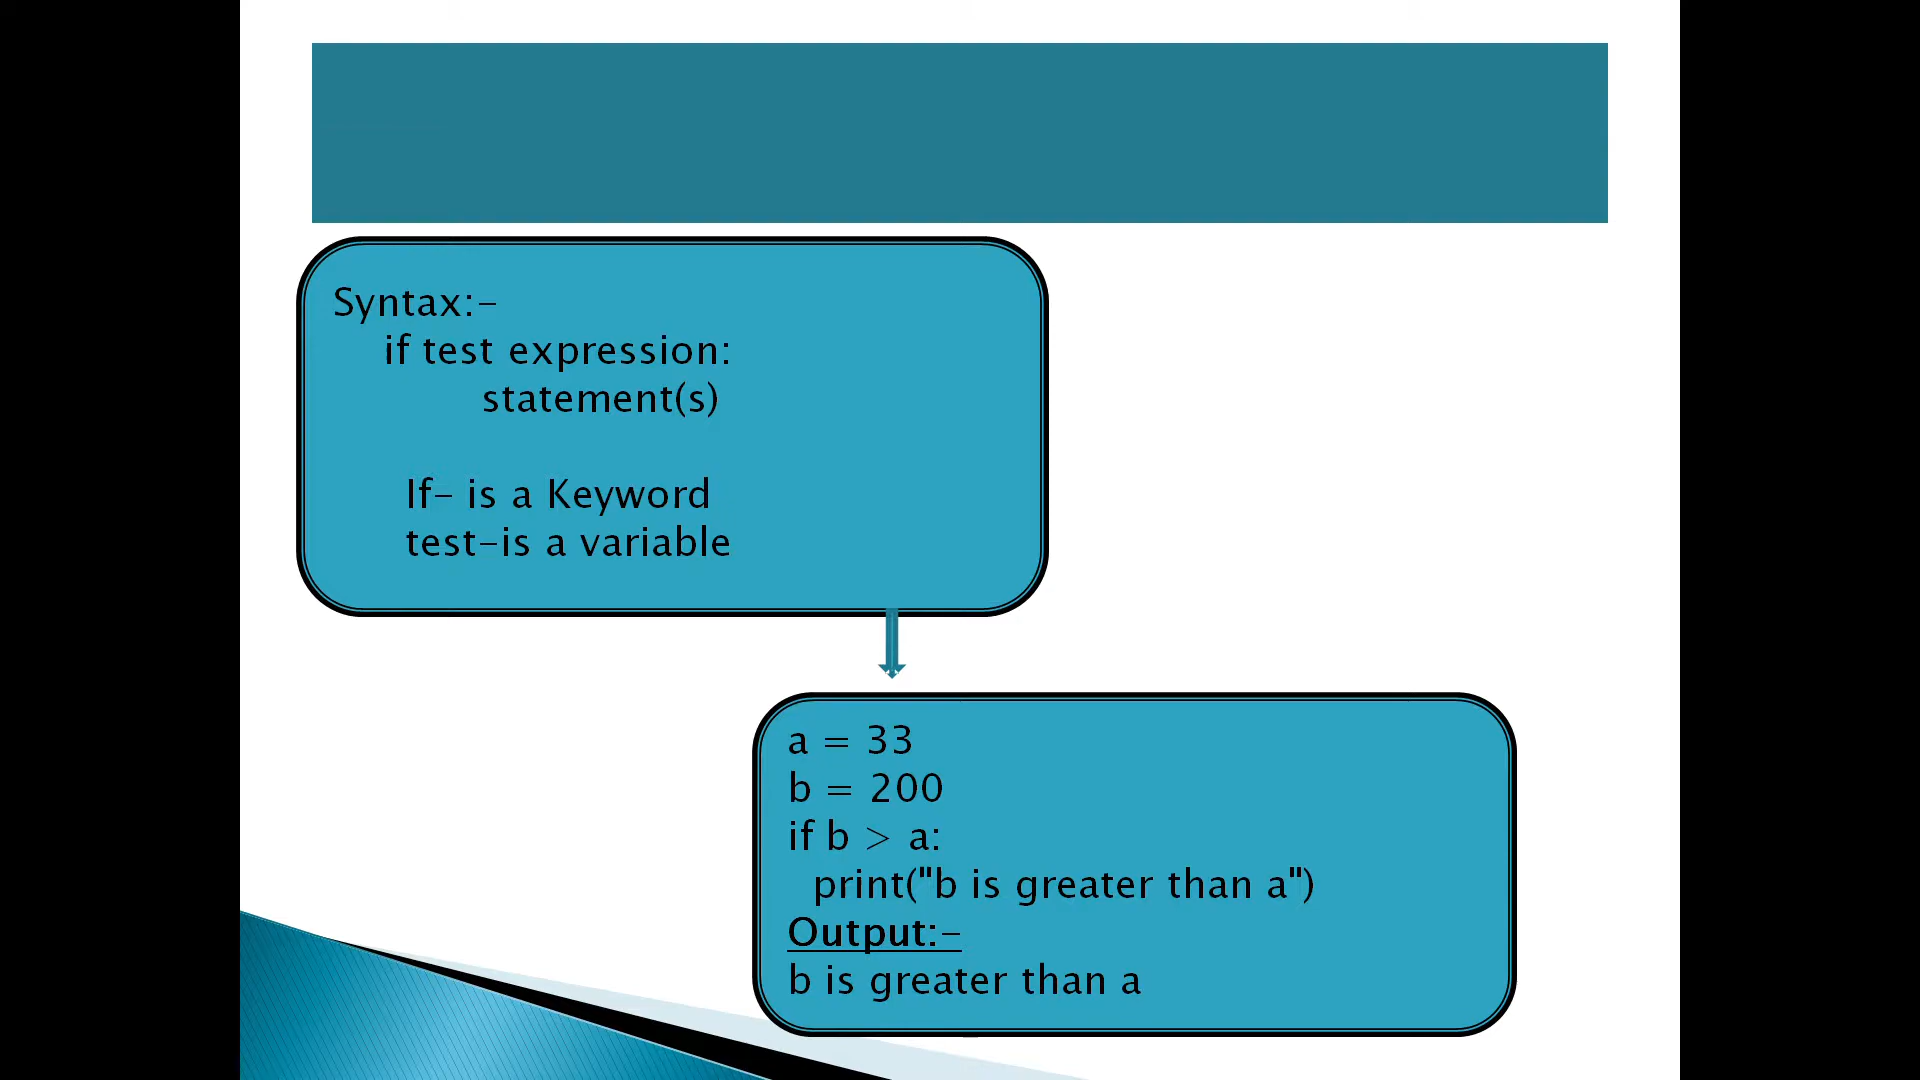 Syntax:-
if test expression:
statement(s)
If- is a Keyword
test-is a variable
a = 33
b = 200
if b > a:
print("b is greater than a")
Output:-
b is greater than a